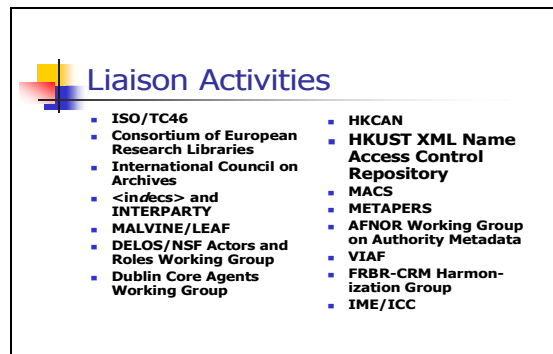 Liaison Activities
ISO/TC46
Consortium of European
Research Libraries
International Council on
Archives
<indecs> and
INTERPARTY
MALVINE/LEAF
DELOS/NSF Actors and
Roles Working Group
Dublin Core Agents
Working Group
HKCAN
HKUST XML Name
Access Control
Repository
MACS
METAPERS
AFNOR Working Group
on Authority Metadata
VIAF
FRBR-CRM Harmon-
ization Group
IME/ICC